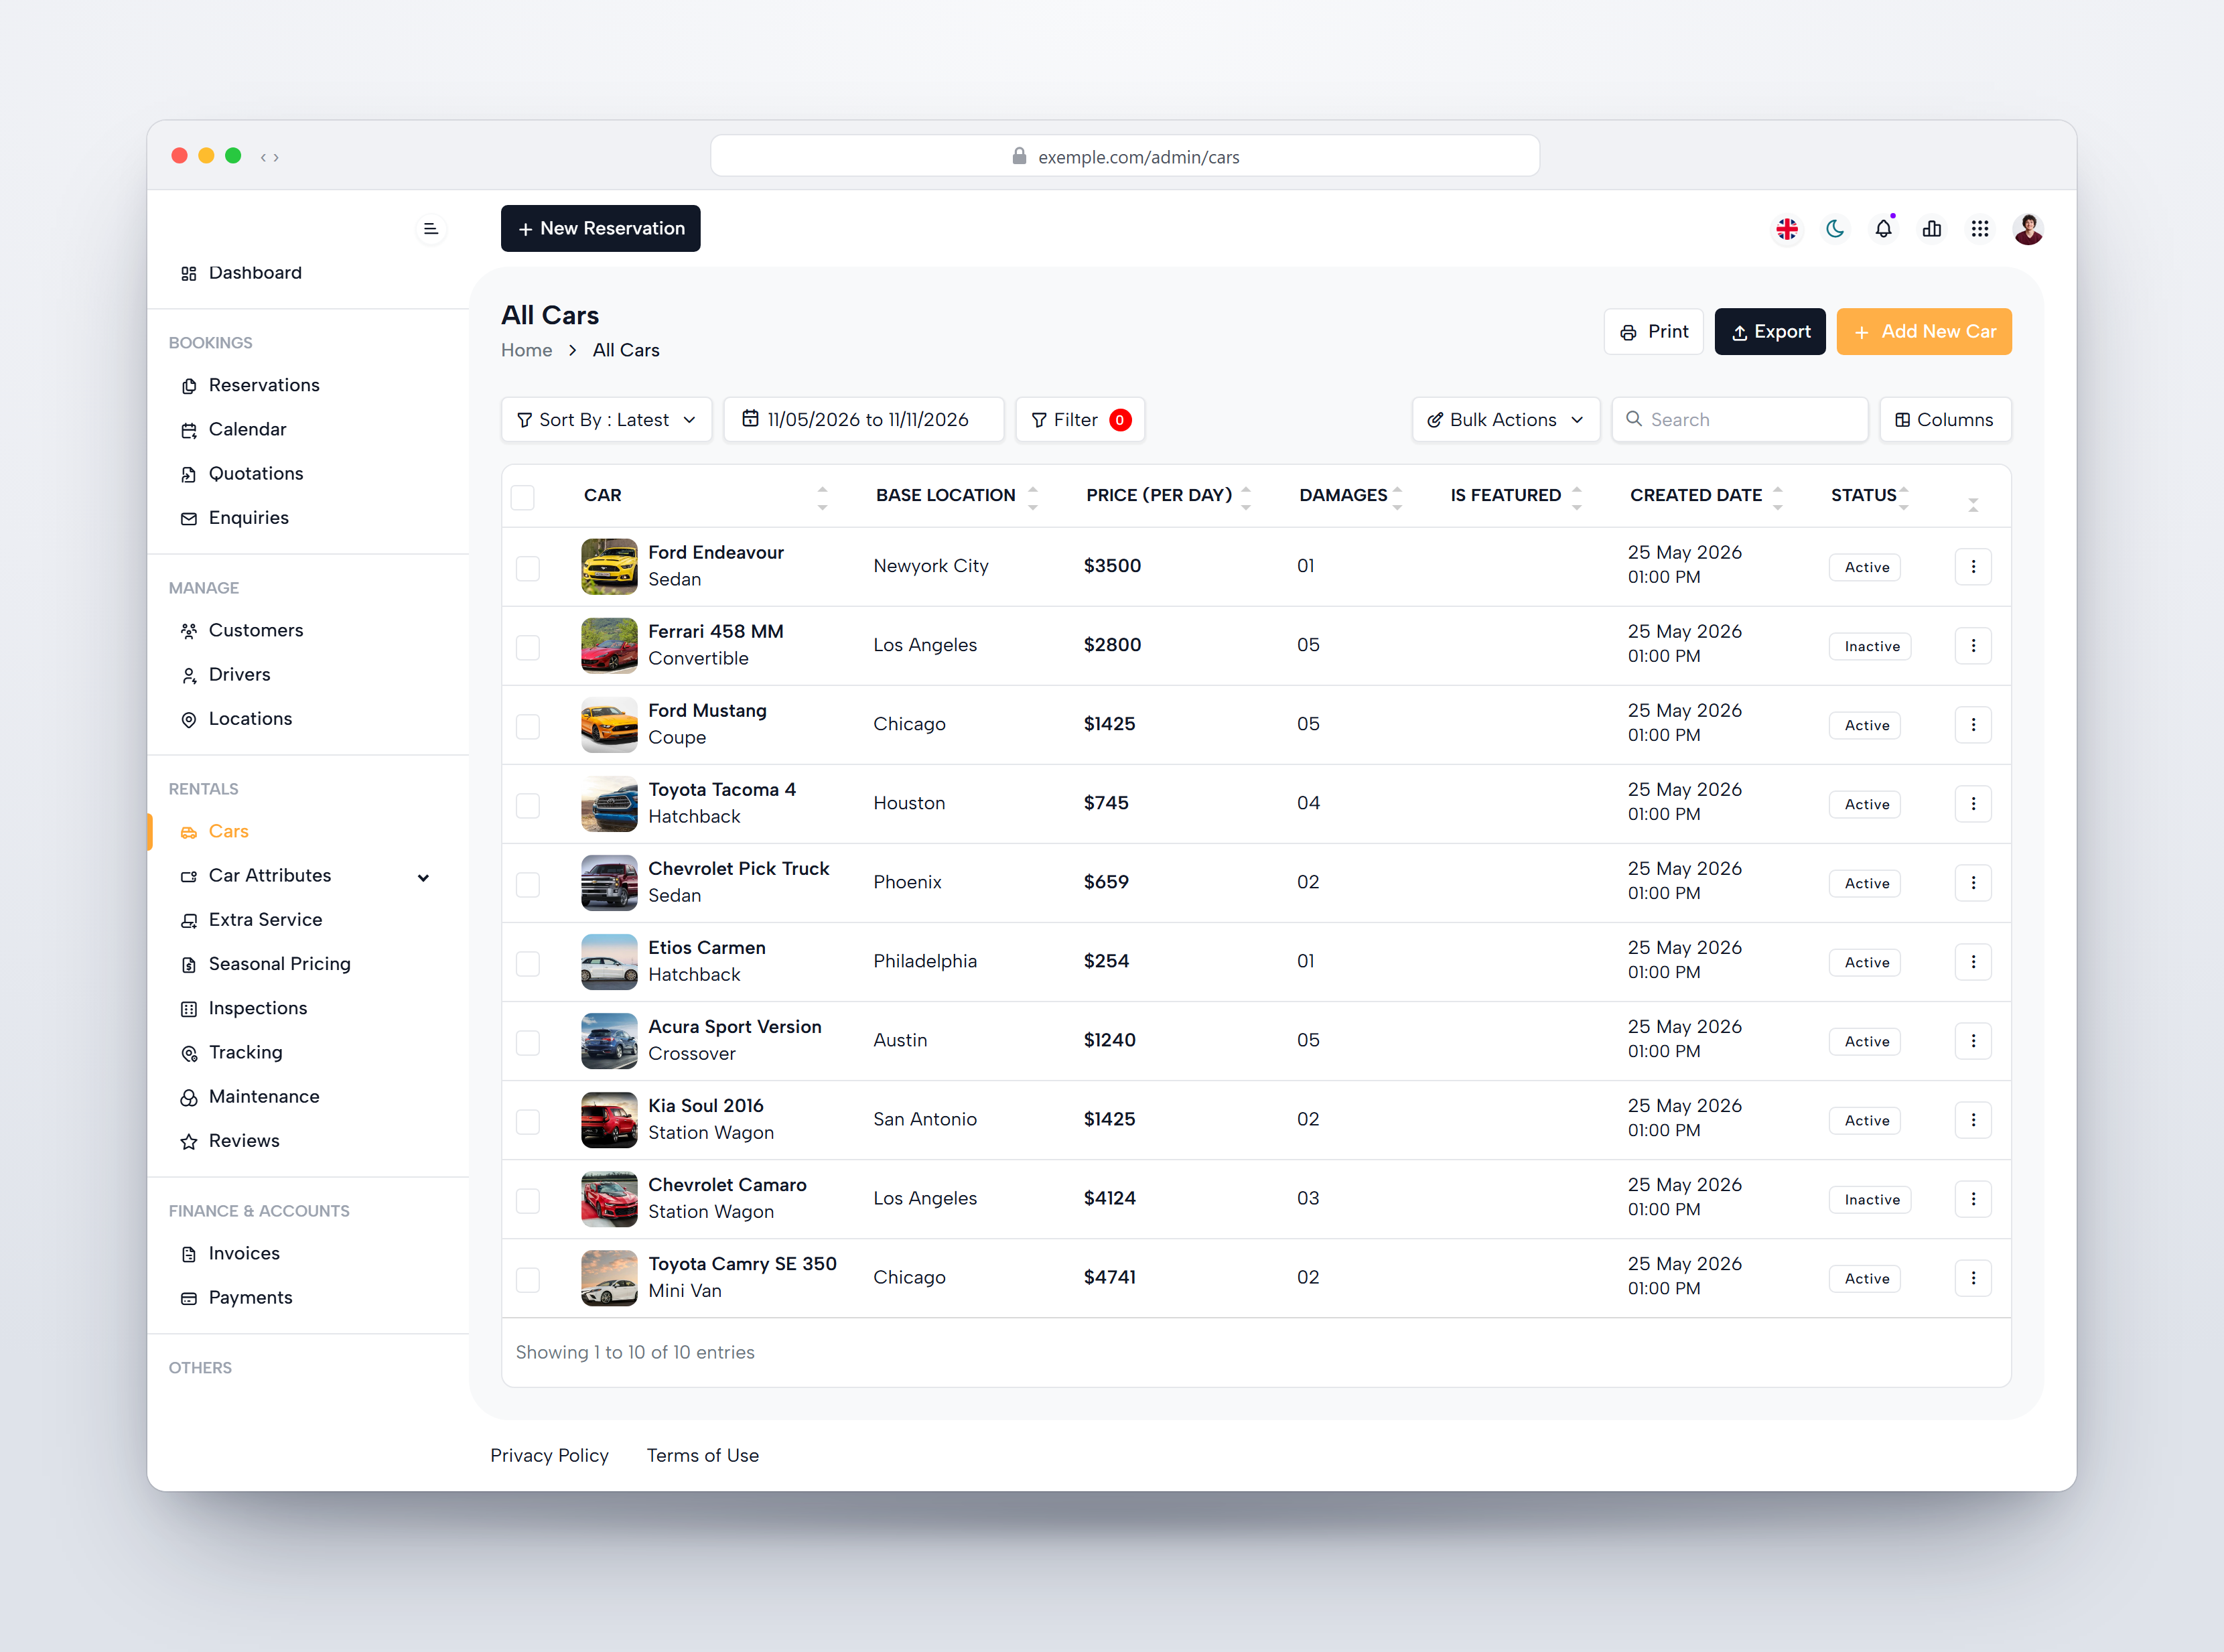 exemple.com/admin/cars
New Reservation
Dashboard
BOOKINGS
Reservations
Calendar
Quotations
Enquiries
MANAGE
Customers
Drivers
Locations
RENTALS
Cars
Car Attributes
Extra Service
Seasonal Pricing
Inspections
Tracking
Maintenance
Reviews
FINANCE & ACCOUNTS
Invoices
Payments
OTHERS
All Cars
Home > All Cars
Print
Export
+ Add New Car
Sort By : Latest
11/05/2026 to 11/11/2026
Filter 0
Bulk Actions
Search
Columns
CAR BASE LOCATION PRICE (PER DAY) DAMAGES IS FEATURED CREATED DATE STATUS
Ford Endeavour
Sedan
Newyork City $3500 01
25 May 2026
01:00 PM
Active
Ferrari 458 MM
Convertible
Los Angeles $2800 05
25 May 2026
01:00 PM
Inactive
Ford Mustang
Coupe
Chicago $1425 05
25 May 2026
01:00 PM
Active
Toyota Tacoma 4
Hatchback
Houston $745 04
25 May 2026
01:00 PM
Active
Chevrolet Pick Truck
Sedan
Phoenix $659 02
25 May 2026
01:00 PM
Active
Etios Carmen
Hatchback
Philadelphia $254 01
25 May 2026
01:00 PM
Active
Acura Sport Version
Crossover
Austin $1240 05
25 May 2026
01:00 PM
Active
Kia Soul 2016
Station Wagon
San Antonio $1425 02
25 May 2026
01:00 PM
Active
Chevrolet Camaro
Station Wagon
Los Angeles $4124 03
25 May 2026
01:00 PM
Inactive
Toyota Camry SE 350
Mini Van
Chicago $4741 02
25 May 2026
01:00 PM
Active
Showing 1 to 10 of 10 entries
Privacy Policy
Terms of Use